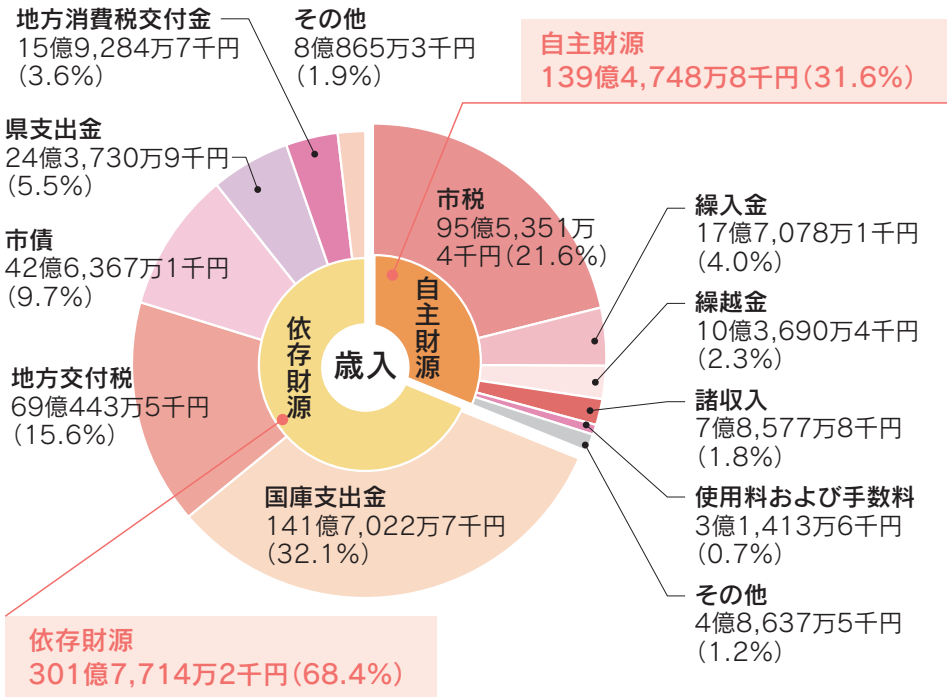 地方消費税交付金
15億9,284万7千円
(3.6%)
その他
8億865万3千円
(1.9%)
自主財源
139億4,748万8千円(31.6%)
県支出金
24億3,730万9千円
(5.5%)
市債
42億6,367万1千円
(9.7%)
地方交付税
69億443万5千円
(15.6%)
市税
95億5,351万
4千円(21.6%)
繰入金
17億7,078万1千円
(4.0%)
繰越金
10億3,690万4千円
(2.3%)
諸収入
7億8,577万8千円
(1.8%)
使用料および手数料
3億1,413万6千円
(0.7%)
その他
4億8,637万5千円
(1.2%)
自主財源
依存財源
歳入
国庫支出金
141億7,022万7千円
(32.1%)
依存財源
301億7,714万2千円(68.4%)